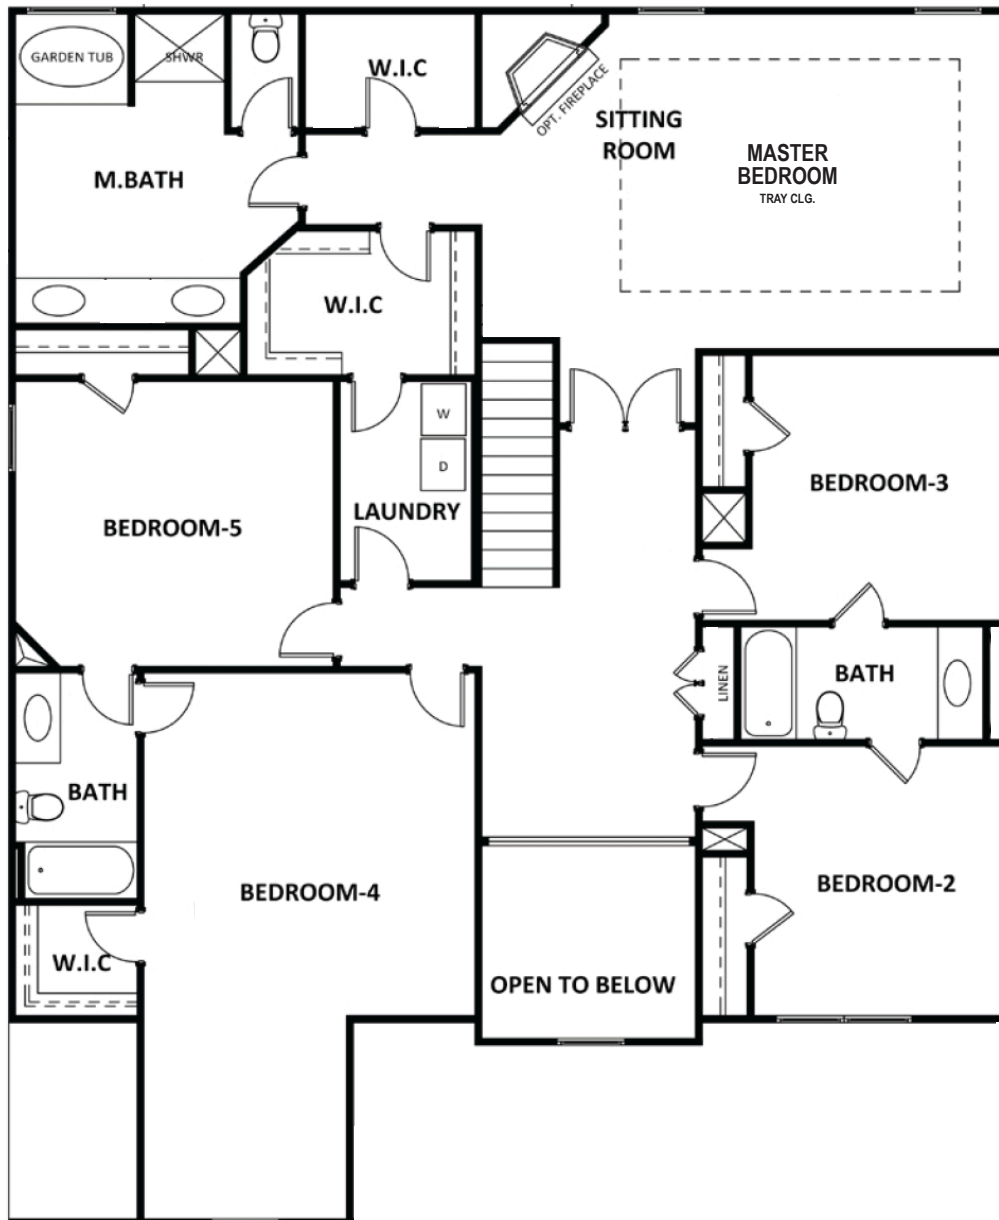 GARDEN TUB
SHWR
W.I.C
OPT. FIREPLACE
SITTING
ROOM
MASTER
BEDROOM
TRAY CLG.
M.BATH
W.I.C
W
D
LAUNDRY
BEDROOM-5
BEDROOM-3
LINEN
BATH
BATH
BEDROOM-4
BEDROOM-2
W.I.C
OPEN TO BELOW